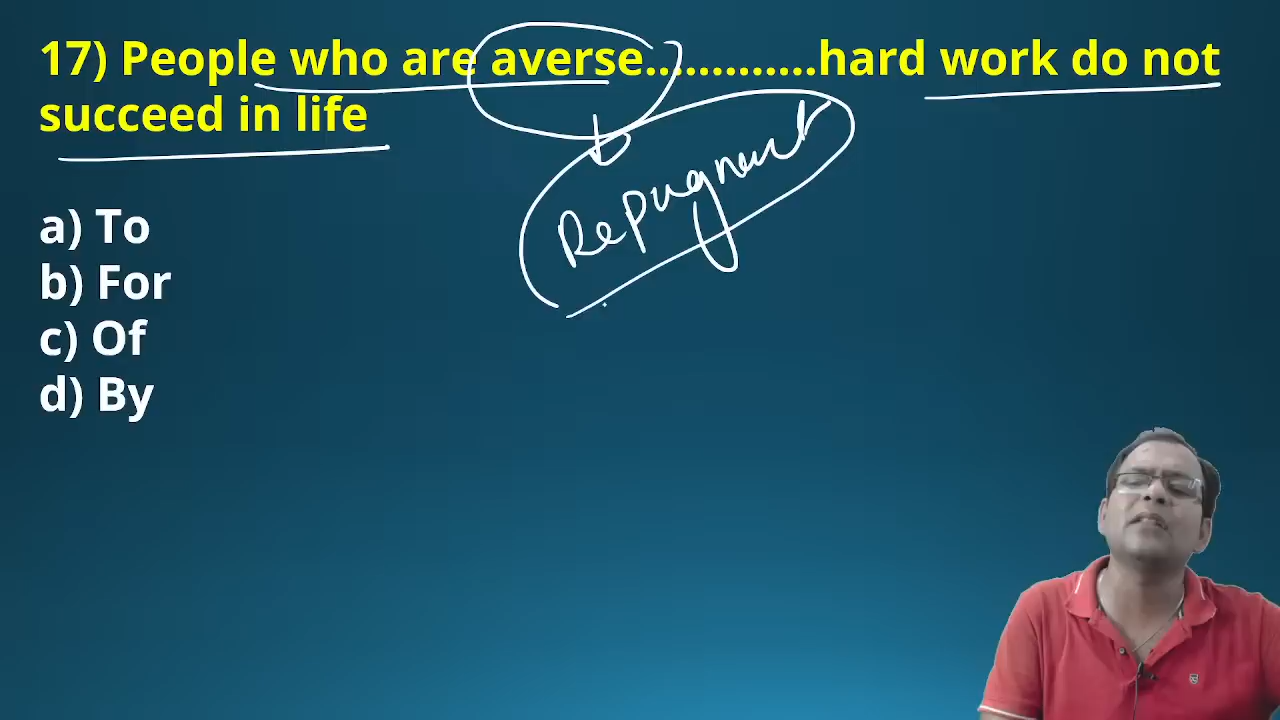 17) People who are averse.............hard work do not
succeed in life
Repugnant
a) To
b) For
c) Of
d) By